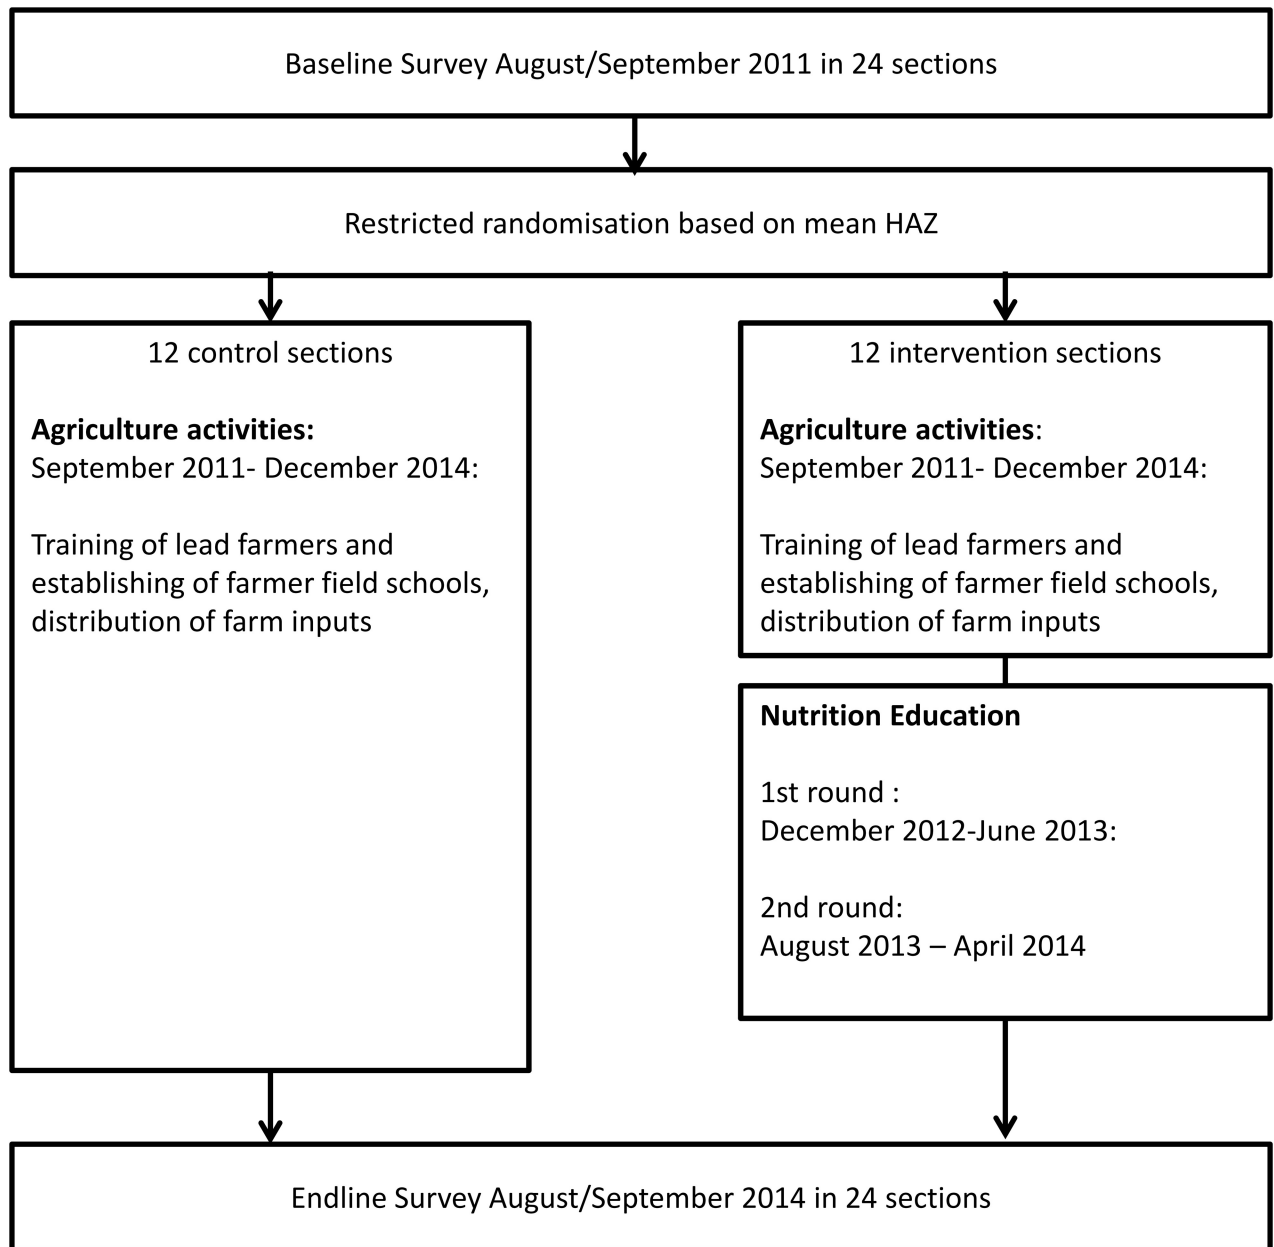 Baseline Survey August/September 2011 in 24 sections
Restricted randomisation based on mean HAZ
12 control sections
Agriculture activities:
September 2011- December 2014:
Training of lead farmers and
establishing of farmer field schools,
distribution of farm inputs
12 intervention sections
Agriculture activities:
September 2011- December 2014:
Training of lead farmers and
establishing of farmer field schools,
distribution of farm inputs
Nutrition Education
1st round :
December 2012-June 2013:
2nd round:
August 2013 – April 2014
Endline Survey August/September 2014 in 24 sections